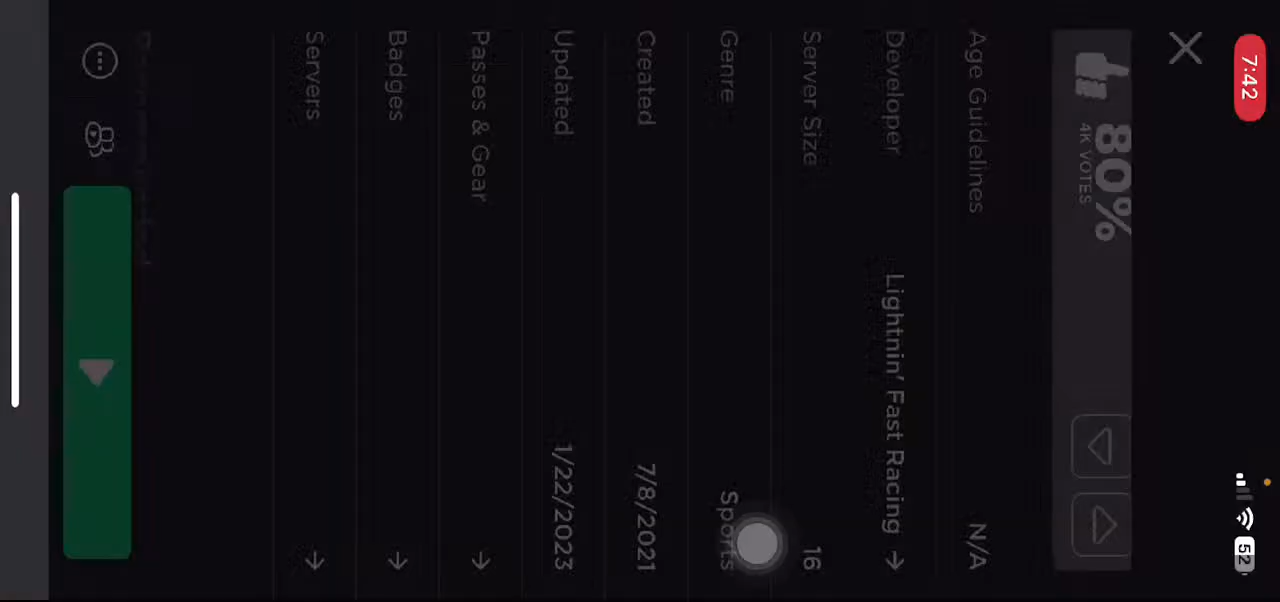 7:42
52
80%
4K VOTES
Age Guidelines N/A
Developer Lightnin' Fast Racing
Server Size 16
Genre Sports
Created 7/8/2021
Updated 1/22/2023
Passes & Gear
Badges
Servers